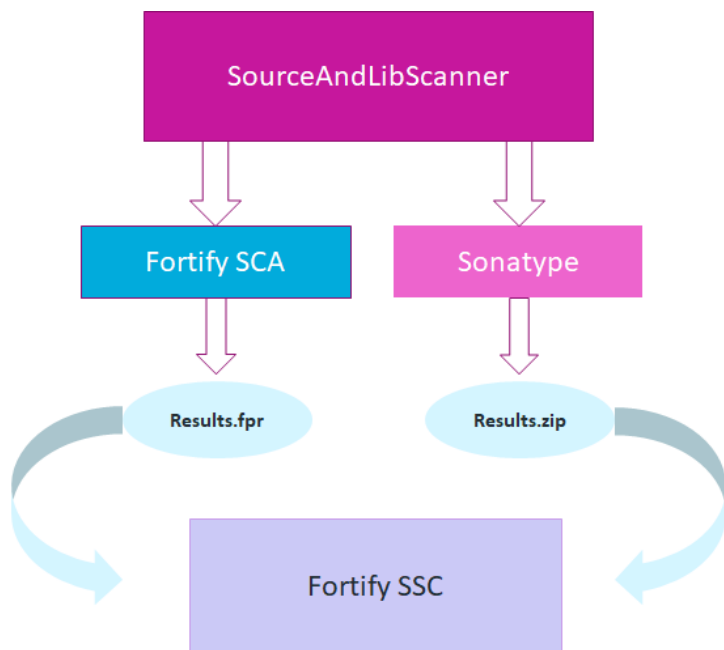 SourceAndLibScanner
Fortify SCA
Sonatype
Results.fpr
Results.zip
Fortify SSC